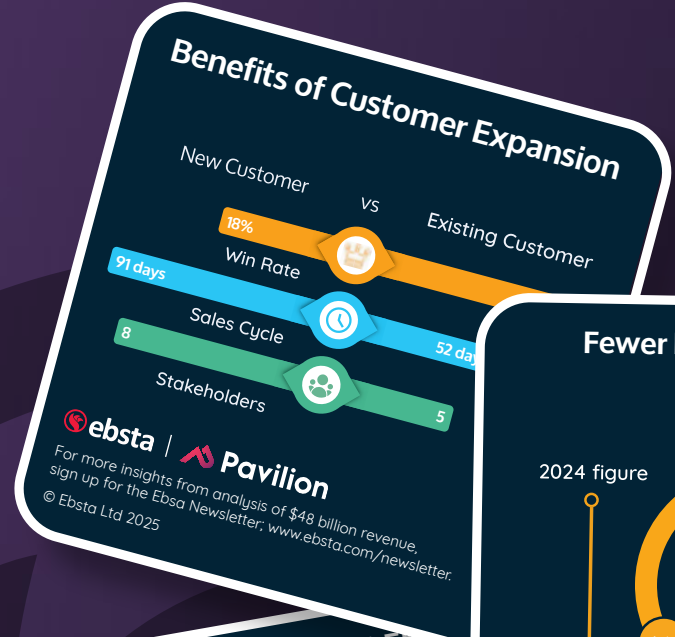 Benefits of Customer Expansion
New Customer
vs
Existing Customer
18%
Win Rate
91 days
52 day
Sales Cycle
8
5
Stakeholders
ebsta | Pavilion
For more insights from analysis of $48 billion revenue,
sign up for the Ebsa Newsletter; www.ebsta.com/newsletter.
© Ebsta Ltd 2025
Fewer
2024 figure